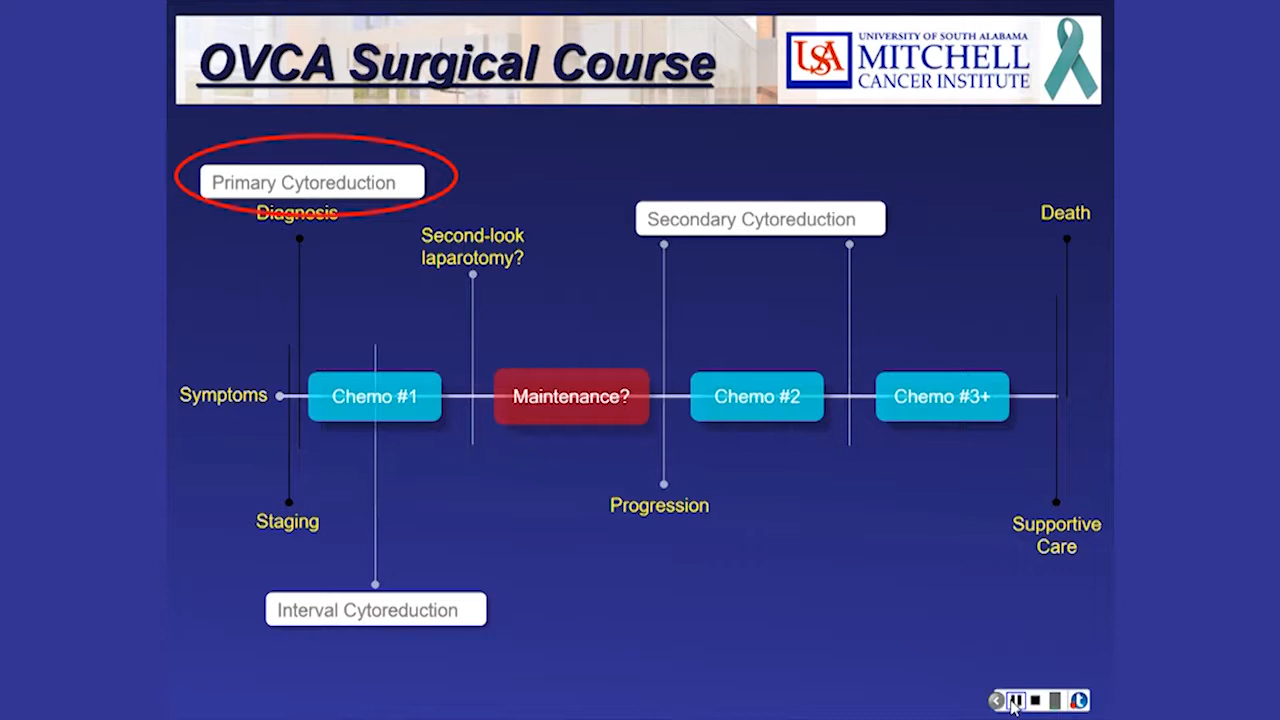 OVCA Surgical Course
USA
UNIVERSITY OF SOUTH ALABAMA
MITCHELL
CANCER INSTITUTE
Primary Cytoreduction
Diagnosis
Second-look
laparotomy?
Secondary Cytoreduction
Death
Symptoms
Chemo #1
Maintenance?
Chemo #2
Chemo #3+
Staging
Progression
Supportive
Care
Interval Cytoreduction